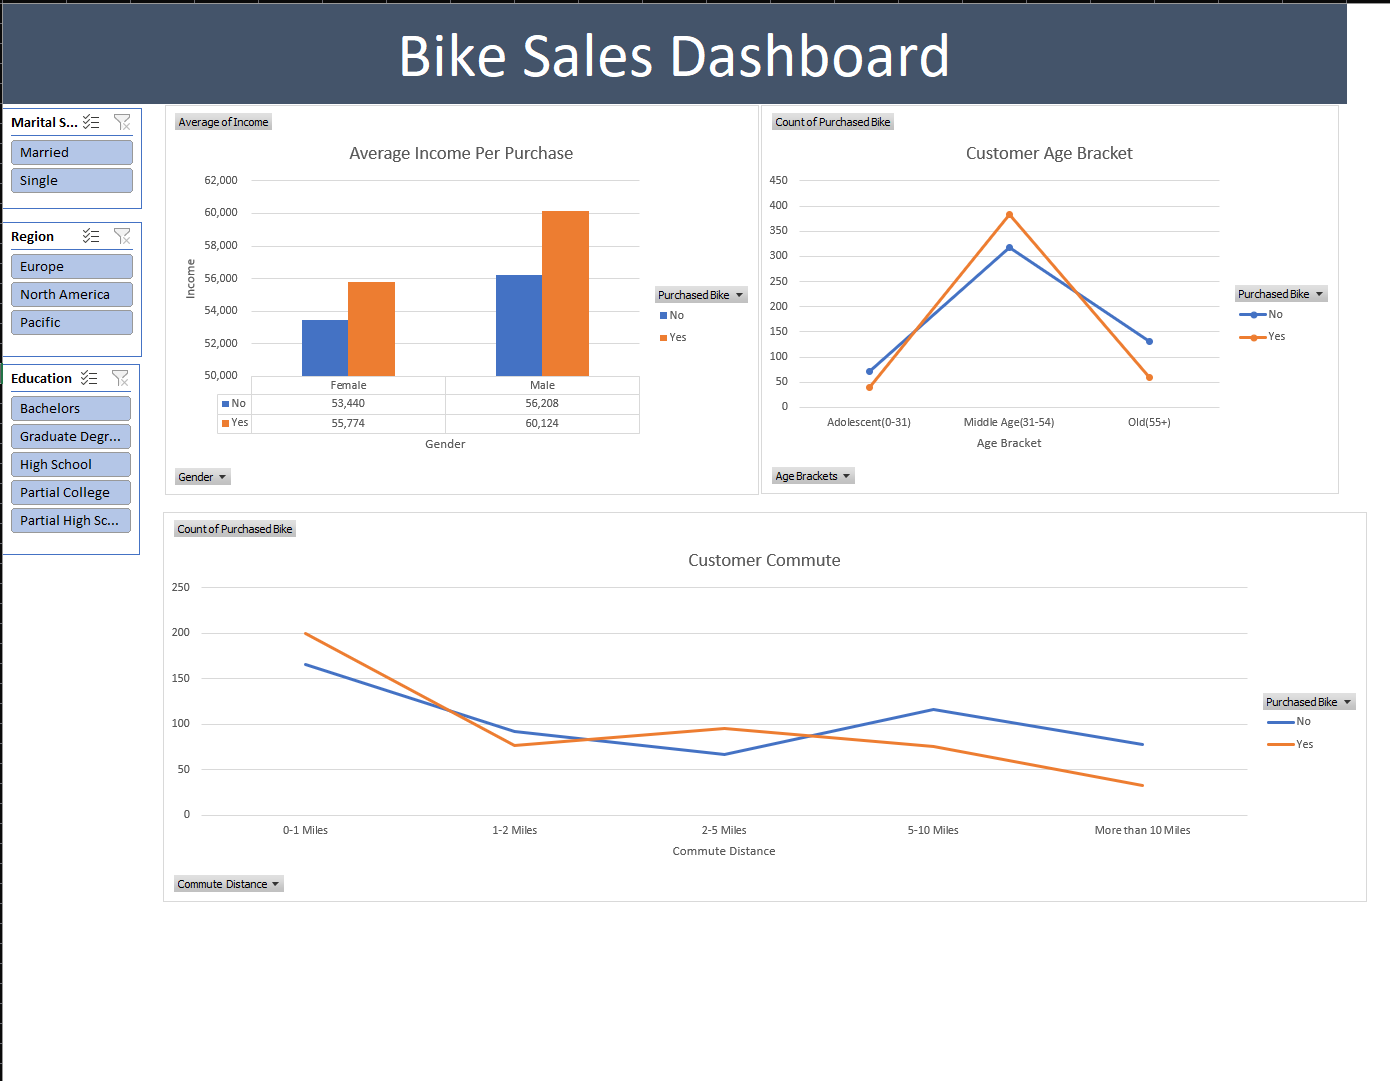 Bike Sales Dashboard
Marital S...
Married
Single
Region
Europe
North America
Pacific
Education
Bachelors
Graduate Degr...
High School
Partial College
Partial High Sc...
Average of Income
Average Income Per Purchase
62,000
60,000
58,000
56,000
54,000
52,000
50,000
Income
Female Male
No 53,440 56,208
Yes 55,774 60,124
Gender
Purchased Bike
No
Yes
Gender
Count of Purchased Bike
Customer Age Bracket
450
400
350
300
250
200
150
100
50
0
Adolescent(0-31) Middle Age(31-54) Old(55+)
Age Bracket
Purchased Bike
No
Yes
Age Brackets
Count of Purchased Bike
Customer Commute
250
200
150
100
50
0
0-1 Miles 1-2 Miles 2-5 Miles 5-10 Miles More than 10 Miles
Commute Distance
Purchased Bike
No
Yes
Commute Distance